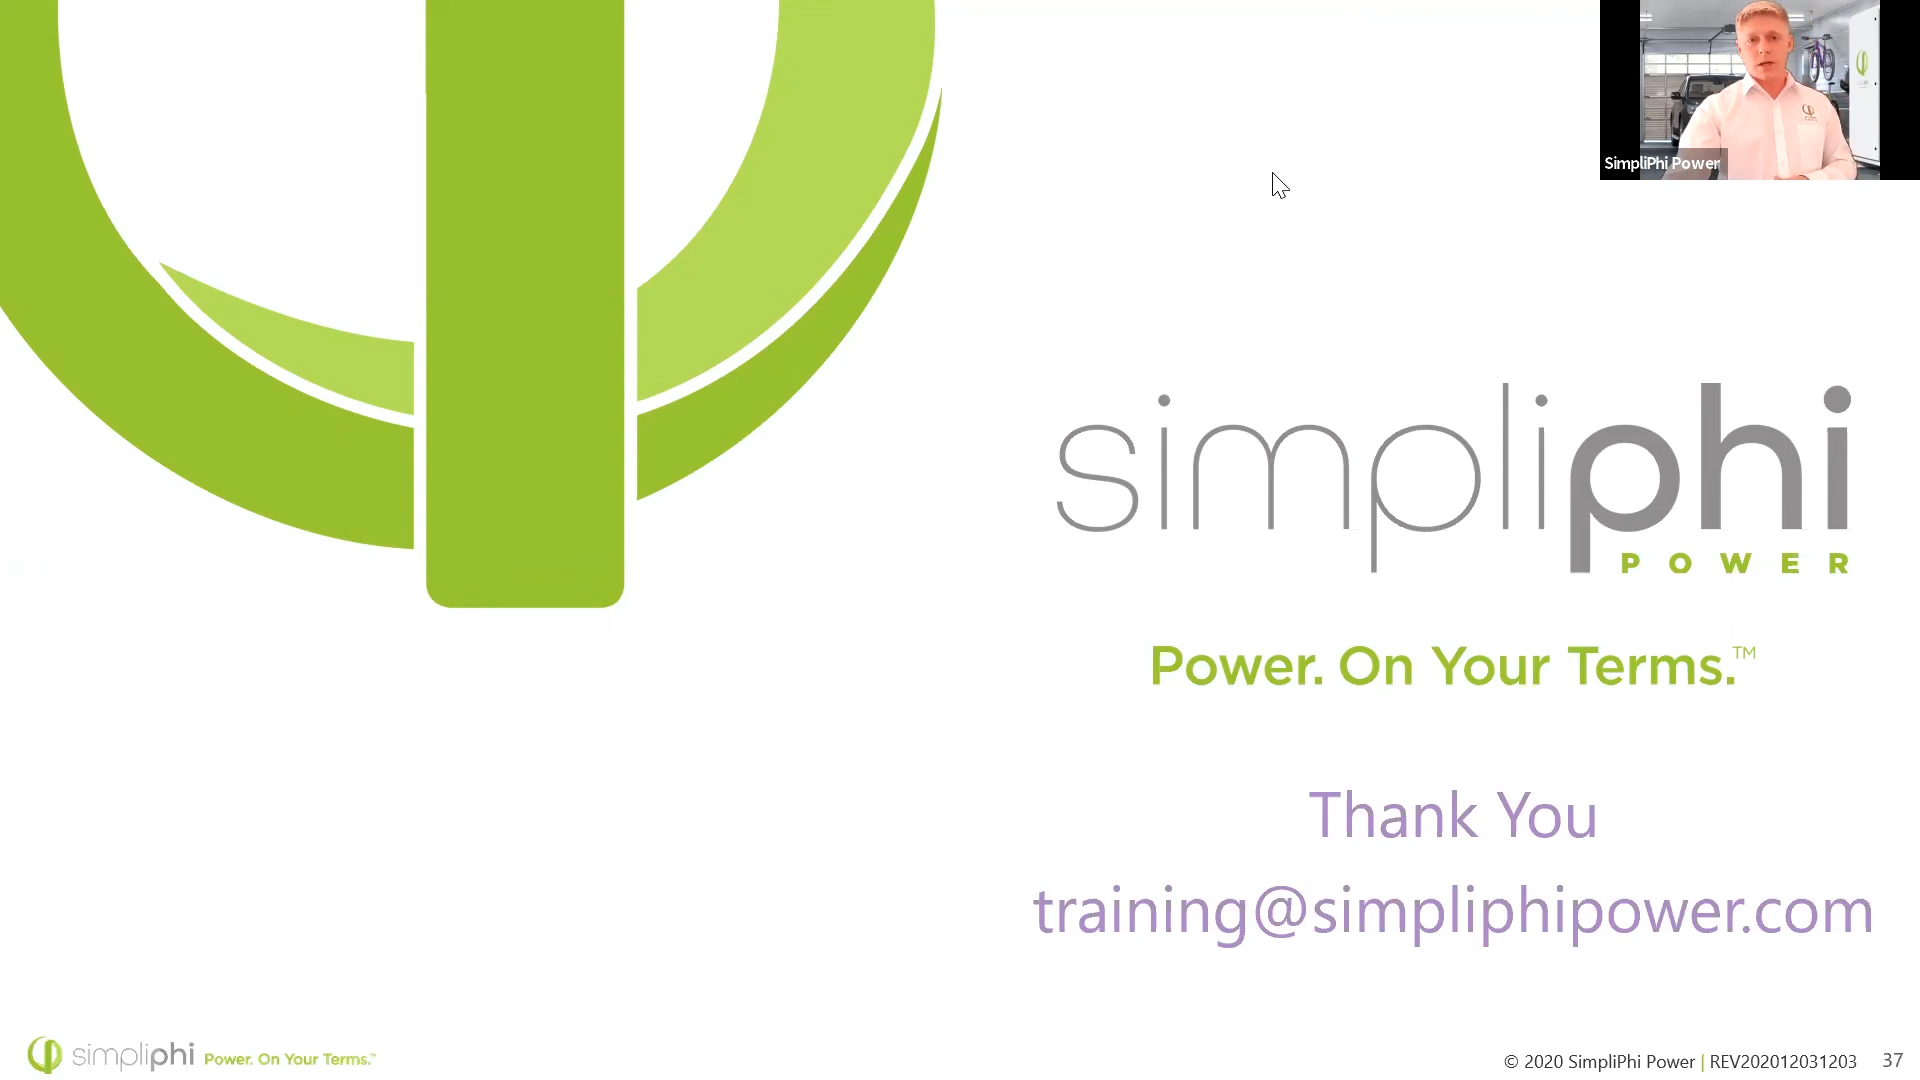 SimpliPhi Power
simpliphi
POWER
Power. On Your Terms.™
Thank You
training@simpliphipower.com
simpliphi Power. On Your Terms.™
© 2020 SimpliPhi Power | REV202012031203 37